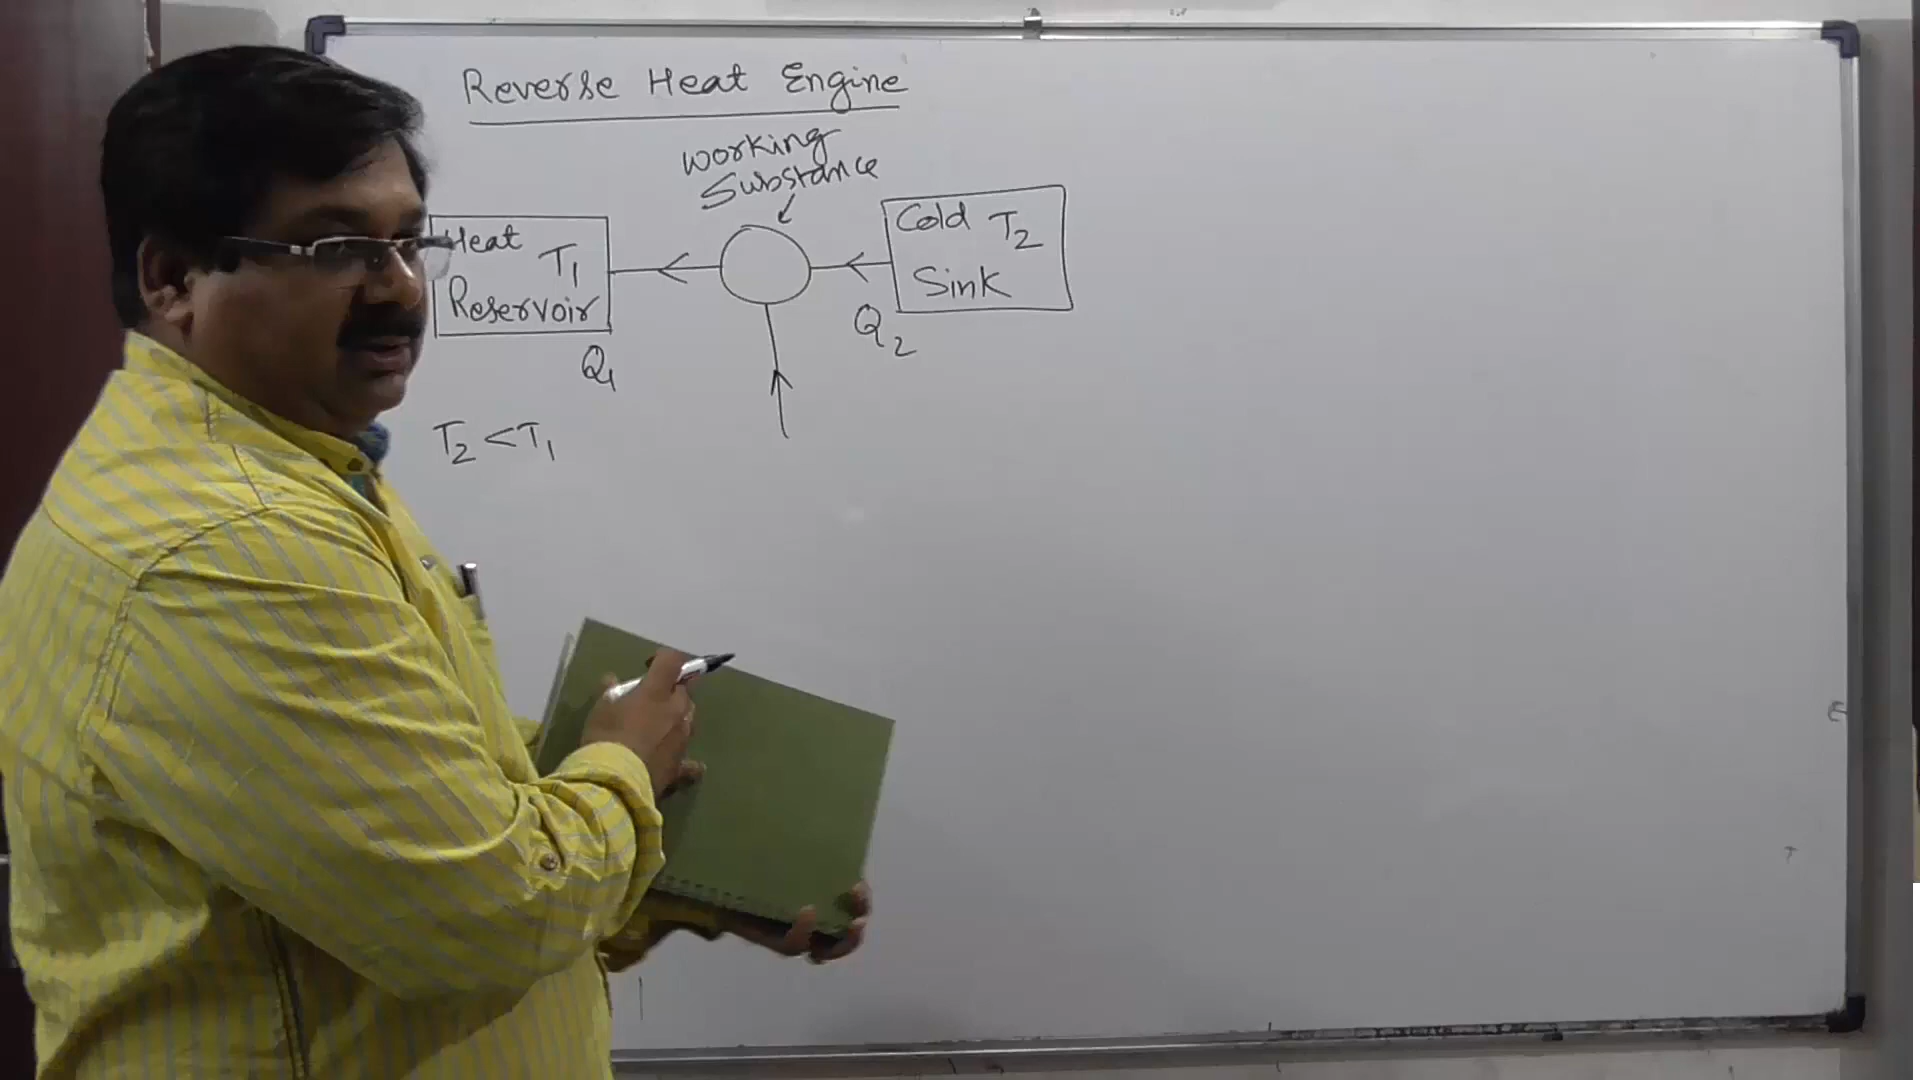 Reverse Heat Engine
working
Substance
Heat T1
Reservoir
Cold T2
Sink
Q1
Q2
T2 < T1